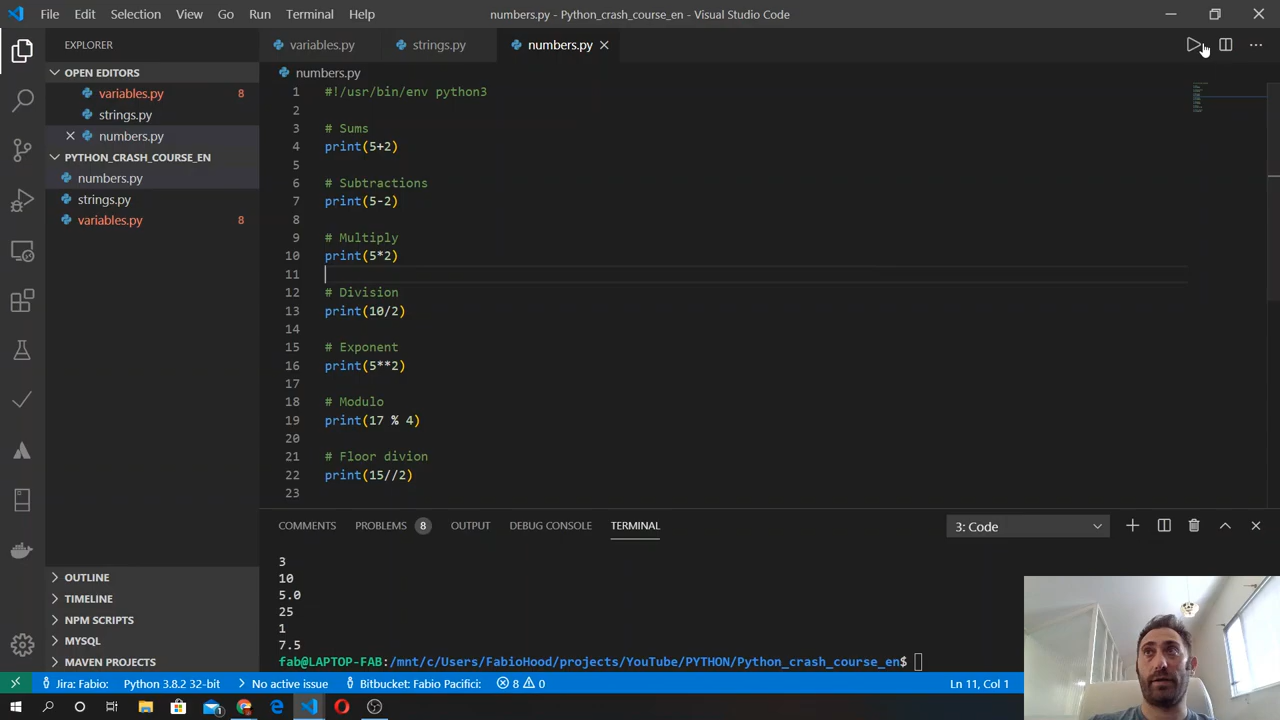 File Edit Selection View Go Run Terminal Help
numbers.py - Python_crash_course_en - Visual Studio Code
EXPLORER
variables.py strings.py numbers.py
OPEN EDITORS
variables.py 8
strings.py
numbers.py
PYTHON_CRASH_COURSE_EN
numbers.py
strings.py
variables.py 8
OUTLINE
TIMELINE
NPM SCRIPTS
MYSQL
MAVEN PROJECTS
numbers.py
1 #!/usr/bin/env python3
2
3 # Sums
4 print(5+2)
5
6 # Subtractions
7 print(5-2)
8
9 # Multiply
10 print(5*2)
11
12 # Division
13 print(10/2)
14
15 # Exponent
16 print(5**2)
17
18 # Modulo
19 print(17 % 4)
20
21 # Floor divion
22 print(15//2)
23
COMMENTS PROBLEMS 8 OUTPUT DEBUG CONSOLE TERMINAL 3: Code
3
10
5.0
25
1
7.5
fab@LAPTOP-FAB:/mnt/c/Users/FabioHood/projects/YouTube/PYTHON/Python_crash_course_en$
Jira: Fabio: Python 3.8.2 32-bit No active issue Bitbucket: Fabio Pacifici: 8 0 Ln 11, Col 1